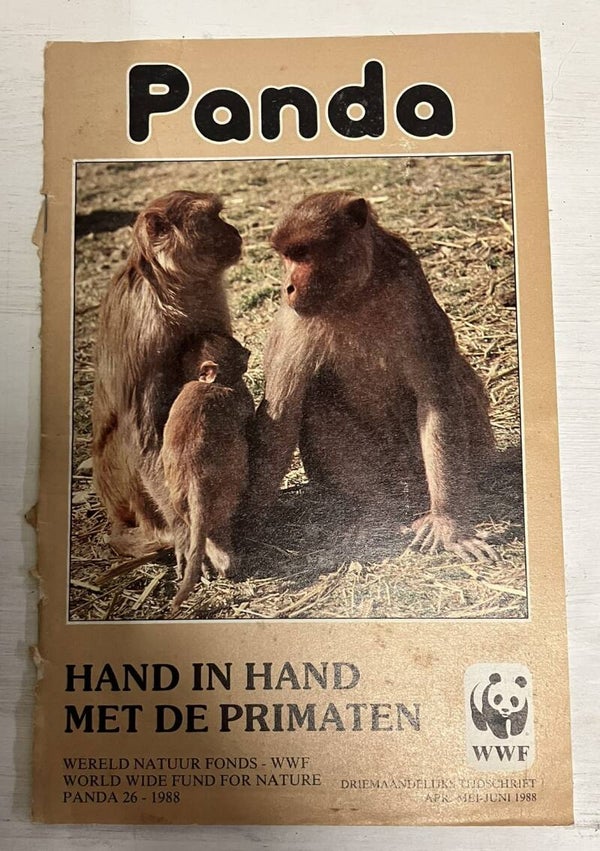 Panda
HAND IN HAND
MET DE PRIMATEN
WWF
WERELD NATUUR FONDS - WWF
WORLD WIDE FUND FOR NATURE
PANDA 26 - 1988
DRIEMAANDELIJKS TIJDSCHRIFT
APR.-MEI-JUNI 1988